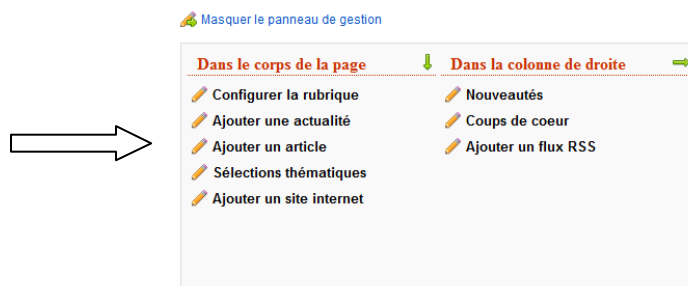 Masquer le panneau de gestion
Dans le corps de la page
Configurer la rubrique
Ajouter une actualité
Ajouter un article
Sélections thématiques
Ajouter un site internet
Dans la colonne de droite
Nouveautés
Coups de coeur
Ajouter un flux RSS